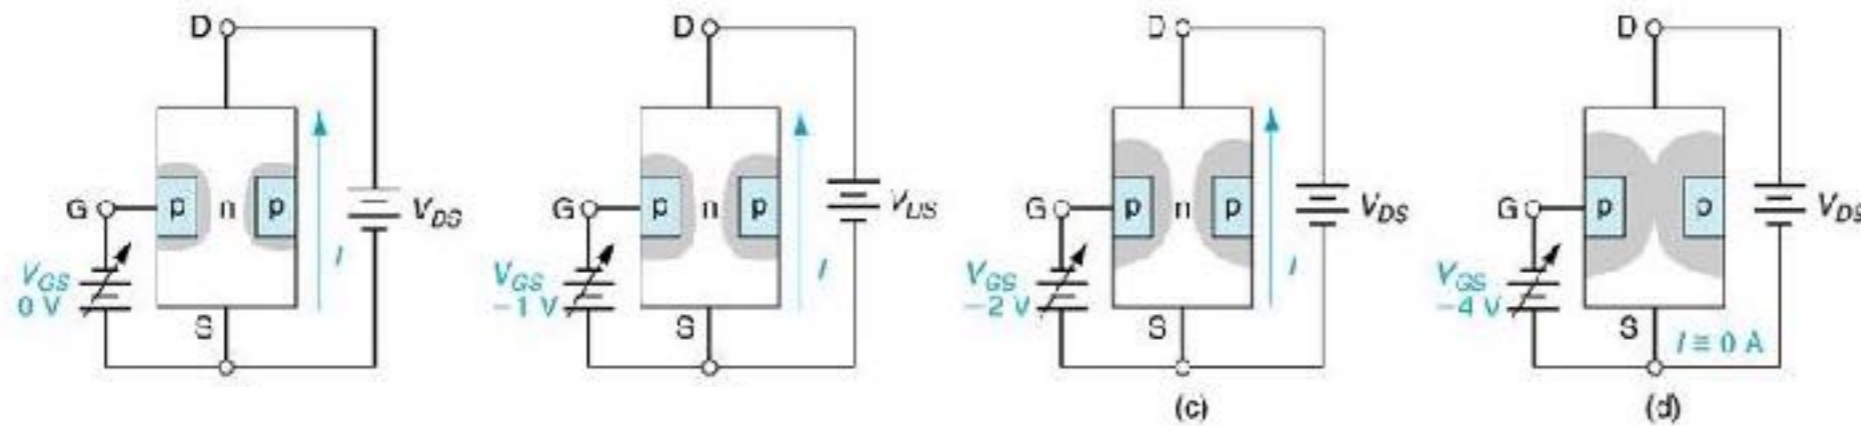 D
G
p n p
V_GS
0 V
S
I
V_DS
D
G
p n p
V_GS
−1 V
S
I
V_DS
D
G
p n p
V_GS
−2 V
S
I
V_DS
(c)
D
G
p
V_GS
−4 V
S
I ≡ 0 A
V_DS
(d)